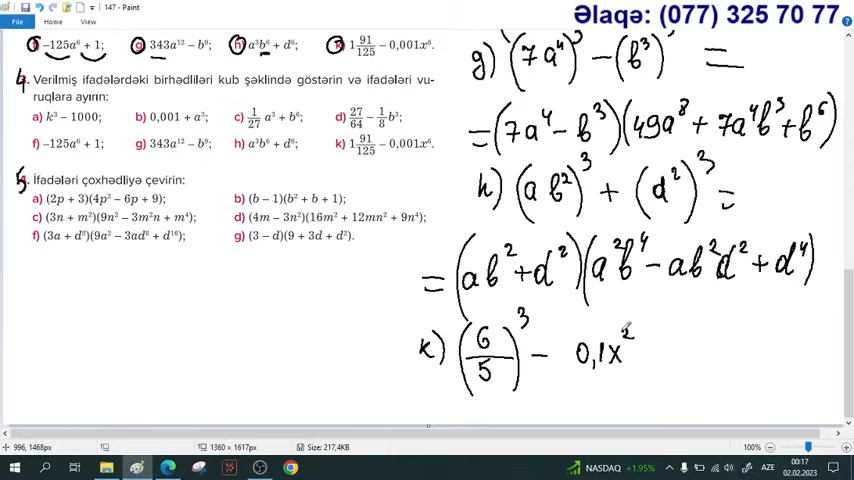 147 - Paint
Əlaqə: (077) 325 70 77
File Home View
f) −125a⁶ + 1; g) 343a¹² − b⁹; h) a³b⁶ + d⁶; k) 1 91/125 − 0,001x⁶.
4. Verilmiş ifadələrdəki birhədliləri kub şəklində göstərin və ifadələri vu-
ruqlara ayırın:
a) k³ − 1000; b) 0,001 + a³; c) 1/27 a³ + b⁶; d) 27/64 − 1/8 b³;
f) −125a⁶ + 1; g) 343a¹² − b⁹; h) a³b⁶ + d⁶; k) 1 91/125 − 0,001x⁶.
5. İfadələri çoxhədliyə çevirin:
a) (2p + 3)(4p² − 6p + 9); b) (b − 1)(b² + b + 1);
c) (3n + m²)(9n² − 3m²n + m⁴); d) (4m − 3n²)(16m² + 12mn² + 9n⁴);
f) (3a + d⁸)(9a² − 3ad⁸ + d¹⁶); g) (3 − d)(9 + 3d + d²).
g) (7a⁴)³ − (b³)³ =
= (7a⁴ − b³)(49a⁸ + 7a⁴b³ + b⁶)
h) (ab²)³ + (d²)³ =
= (ab² + d²)(a²b⁴ − ab²d² + d⁴)
k) (6/5)³ − 0,1x²
996, 1468px 1360 × 1617px Size: 217,4KB 100%
NASDAQ +1.95% AZE 00:17
02.02.2023